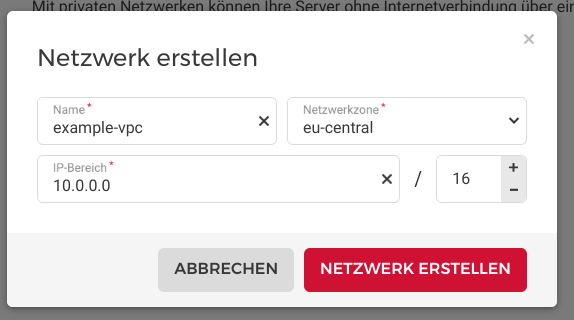 Mit privaten Netzwerken können Ihre Server ohne Internetverbindung über ein
×
Netzwerk erstellen
Name *
example-vpc ×
Netzwerkzone *
eu-central
IP-Bereich *
10.0.0.0 ×
/
16 + −
ABBRECHEN
NETZWERK ERSTELLEN